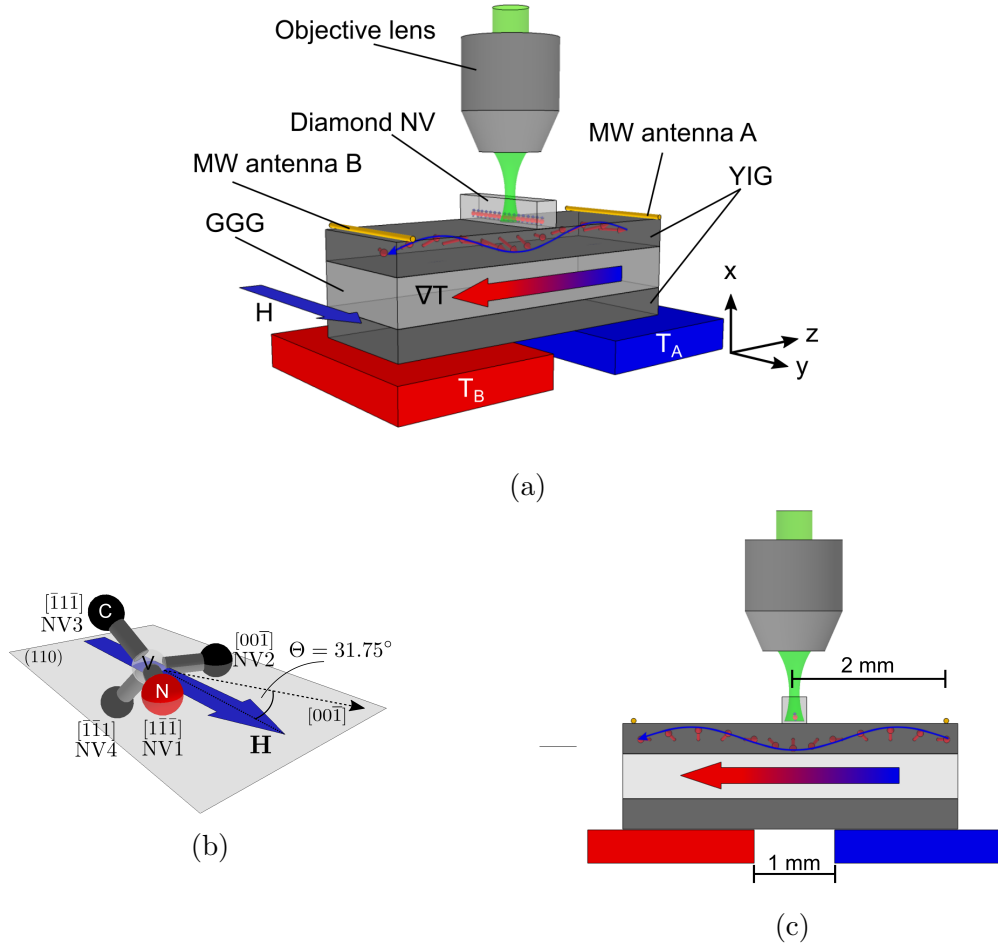 Objective lens
Diamond NV
MW antenna A
MW antenna B
YIG
GGG
∇T
H
x
z
y
T_A
T_B
(a)
[1̄11̄]
NV3
C
(110)
V
[001̄]
NV2
Θ = 31.75°
N
[001̄]
[1̄1̄1]
NV4
[11̄1̄]
NV1
H
(b)
2 mm
1 mm
(c)